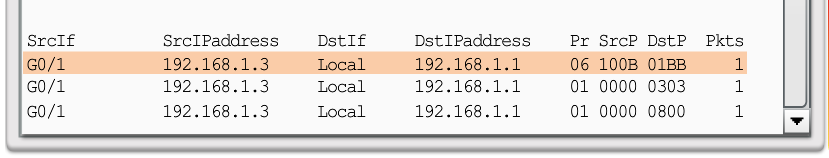 SrcIf SrcIPaddress DstIf DstIPaddress Pr SrcP DstP Pkts
G0/1 192.168.1.3 Local 192.168.1.1 06 100B 01BB 1
G0/1 192.168.1.3 Local 192.168.1.1 01 0000 0303 1
G0/1 192.168.1.3 Local 192.168.1.1 01 0000 0800 1